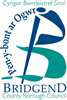 Cyngor Bwrdeistref Sirol
Pen-y-bont ar Ogwr
BRIDGEND
County Borough Council